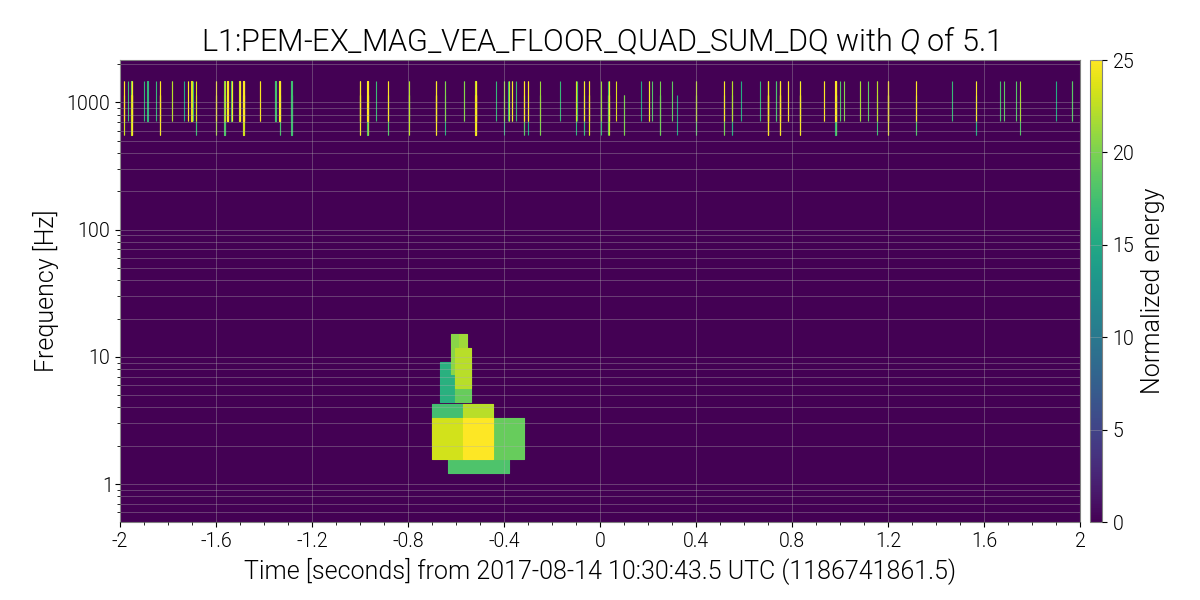 L1:PEM-EX_MAG_VEA_FLOOR_QUAD_SUM_DQ with Q of 5.1
Frequency [Hz]
1000
100
10
1
-2 -1.6 -1.2 -0.8 -0.4 0 0.4 0.8 1.2 1.6 2
Time [seconds] from 2017-08-14 10:30:43.5 UTC (1186741861.5)
25
20
15
10
5
0
Normalized energy